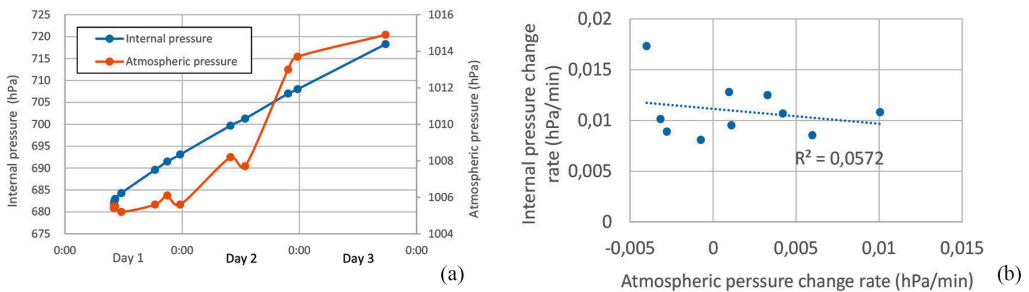 (a)
Internal pressure (hPa)
725
720
715
710
705
700
695
690
685
680
675
Internal pressure
Atmospheric pressure
1016
1014
1012
1010
1008
1006
1004
Atmospheric pressure (hPa)
0:00
0:00
0:00
0:00
Day 1
Day 2
Day 3
(a)
Internal pressure change
rate (hPa/min)
0,02
0,015
0,01
0,005
0
R² = 0,0572
-0,005
0
0,005
0,01
0,015
Atmospheric perssure change rate (hPa/min)
(b)